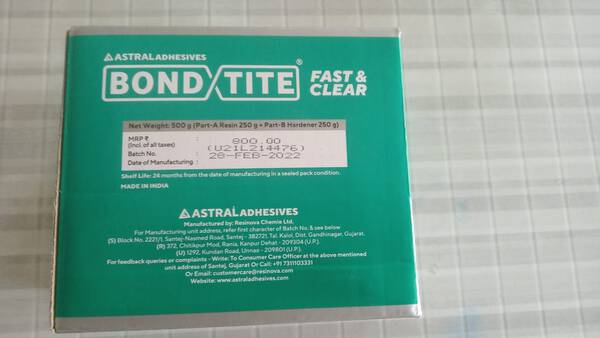 ASTRAL ADHESIVES
BOND TITE® FAST & CLEAR
Net Weight: 500 g (Part-A Resin 250 g + Part-B Hardener 250 g)
MRP ₹ : 800.00
(Incl. of all taxes)
Batch No. : (U21L214476)
Date of Manufacturing : 28-FEB-2022
Shelf Life: 24 months from the date of manufacturing in a sealed pack condition.
MADE IN INDIA
ASTRAL ADHESIVES
Manufactured by: Resinova Chemie Ltd.
For Manufacturing unit address, refer first character of Batch No. & see below
(S) Block No. 2221/1, Santej-Nasmed Road, Santej - 382721, Tal. Kalol, Dist. Gandhinagar, Gujarat.
(R) 372, Chitikpur Mod, Rania, Kanpur Dehat - 209304 (U.P.).
(U) 1292, Kundan Road, Unnao - 209801 (U.P.)
For feedback queries or complaints - Write: To Consumer Care Officer at the above mentioned
unit address of Santej, Gujarat Or Call: +91 7311103331
Or Email: customercare@resinova.com
Website: www.astraladhesives.com